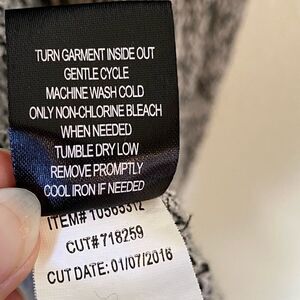 TURN GARMENT INSIDE OUT
GENTLE CYCLE
MACHINE WASH COLD
ONLY NON-CHLORINE BLEACH
WHEN NEEDED
TUMBLE DRY LOW
REMOVE PROMPTLY
COOL IRON IF NEEDED
ITEM#
CUT# 718259
CUT DATE: 01/07/2016